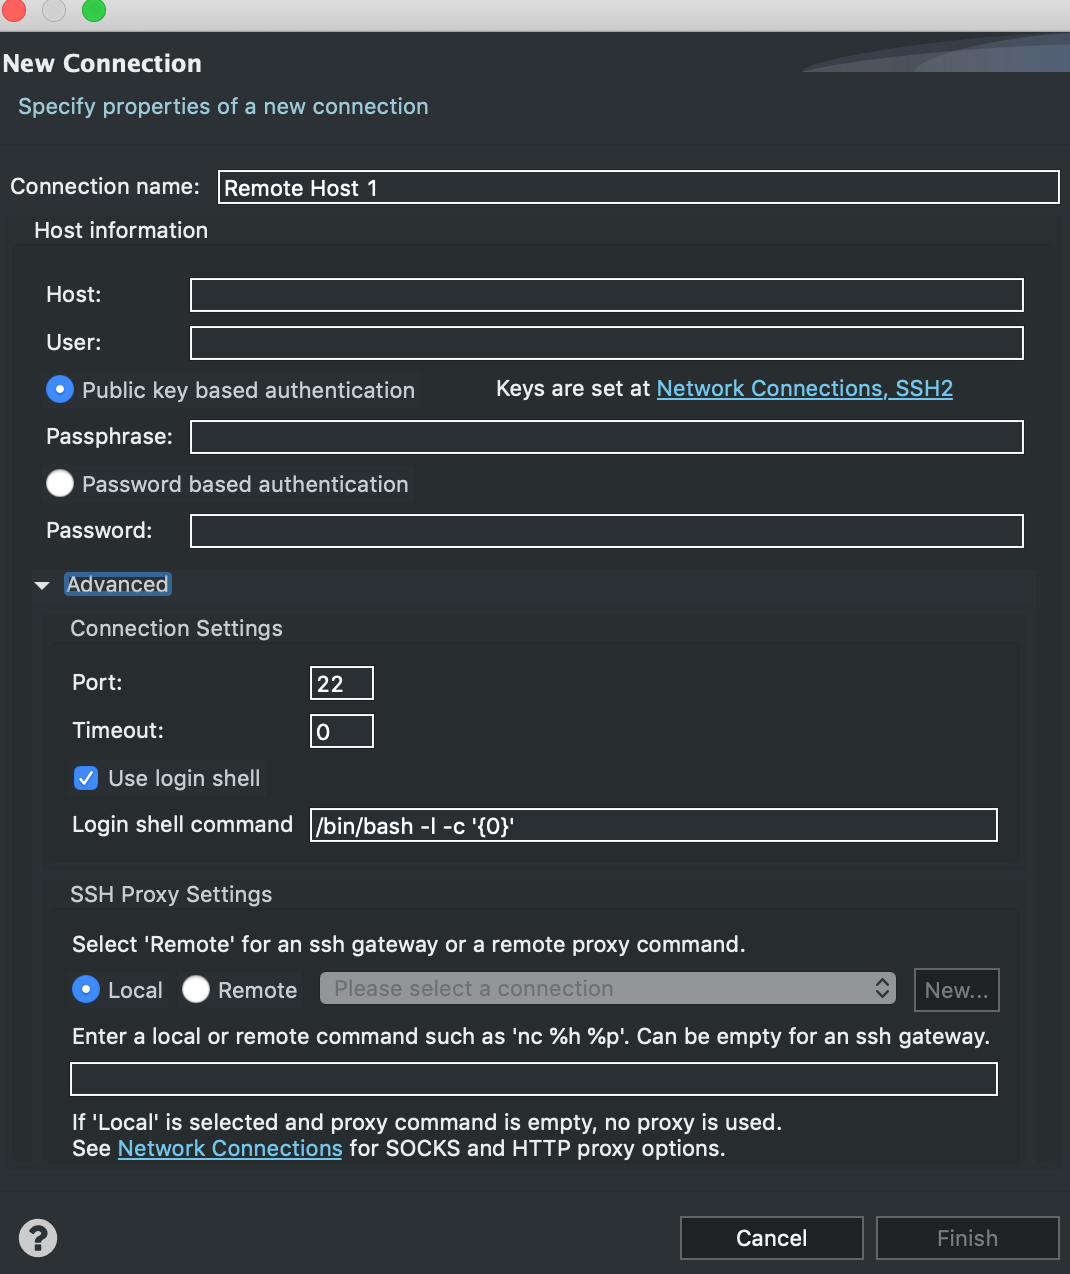 New Connection
Specify properties of a new connection
Connection name: Remote Host 1
Host information
Host:
User:
Public key based authentication Keys are set at Network Connections, SSH2
Passphrase:
Password based authentication
Password:
Advanced
Connection Settings
Port: 22
Timeout: 0
Use login shell
Login shell command /bin/bash -l -c '{0}'
SSH Proxy Settings
Select 'Remote' for an ssh gateway or a remote proxy command.
Local Remote Please select a connection New...
Enter a local or remote command such as 'nc %h %p'. Can be empty for an ssh gateway.
If 'Local' is selected and proxy command is empty, no proxy is used.
See Network Connections for SOCKS and HTTP proxy options.
? Cancel Finish